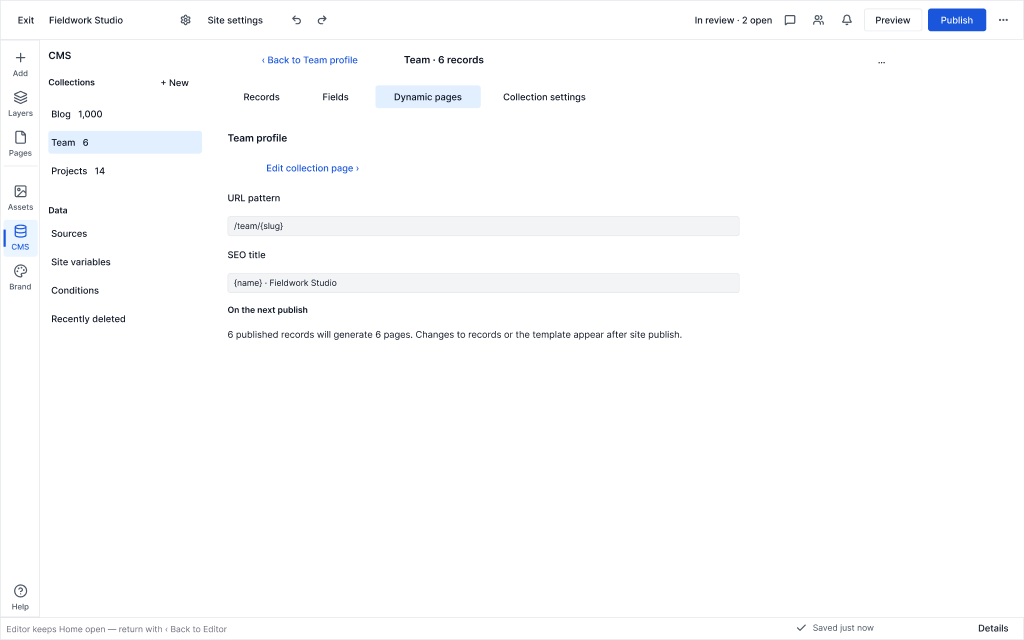 Exit Fieldwork Studio Site settings In review · 2 open Preview Publish ···
Add
Layers
Pages
Assets
CMS
Brand
Help
CMS
Collections + New
Blog 1,000
Team 6
Projects 14
Data
Sources
Site variables
Conditions
Recently deleted
‹ Back to Team profile Team · 6 records ...
Records Fields Dynamic pages Collection settings
Team profile
Edit collection page ›
URL pattern
/team/{slug}
SEO title
{name} · Fieldwork Studio
On the next publish
6 published records will generate 6 pages. Changes to records or the template appear after site publish.
Editor keeps Home open — return with ‹ Back to Editor Saved just now Details